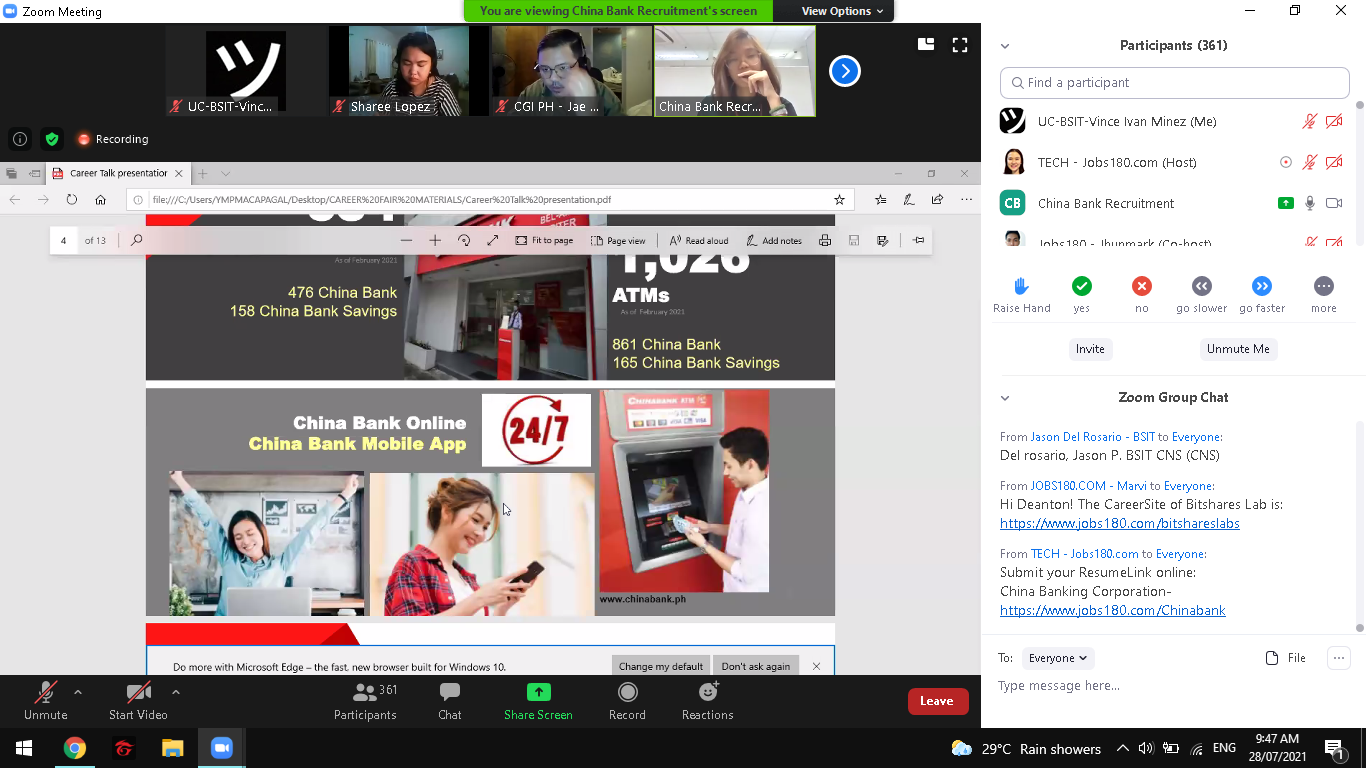 Zoom Meeting
You are viewing China Bank Recruitment's screen
View Options
UC-BSIT-Vinc...
Sharee Lopez
CGI PH - Jae ...
China Bank Recr...
Recording
Career Talk presentation
file:///C:/Users/YMPMACAPAGAL/Desktop/CAREER%20FAIR%20MATERIALS/Career%20Talk%20presentation.pdf
4 of 13
Fit to page
Page view
Read aloud
Add notes
As of February 2021
476 China Bank
158 China Bank Savings
1,026
ATMs
As of February 2021
861 China Bank
165 China Bank Savings
China Bank Online
China Bank Mobile App
24/7
CHINABANK ATM
www.chinabank.ph
Do more with Microsoft Edge – the fast, new browser built for Windows 10.
Change my default
Don't ask again
Unmute
Start Video
Participants
361
Chat
Share Screen
Record
Reactions
Leave
Participants (361)
Find a participant
UC-BSIT-Vince Ivan Minez (Me)
TECH - Jobs180.com (Host)
CB
China Bank Recruitment
Jobs180 - Jhunmark (Co-host)
Raise Hand
yes
no
go slower
go faster
more
Invite
Unmute Me
Zoom Group Chat
From Jason Del Rosario - BSIT to Everyone:
Del rosario, Jason P. BSIT CNS (CNS)
From JOBS180.COM - Marvi to Everyone:
Hi Deanton! The CareerSite of Bitshares Lab is:
https://www.jobs180.com/bitshareslabs
From TECH - Jobs180.com to Everyone:
Submit your ResumeLink online:
China Banking Corporation-
https://www.jobs180.com/Chinabank
To: Everyone
File
Type message here...
29°C Rain showers
ENG
9:47 AM
28/07/2021
1